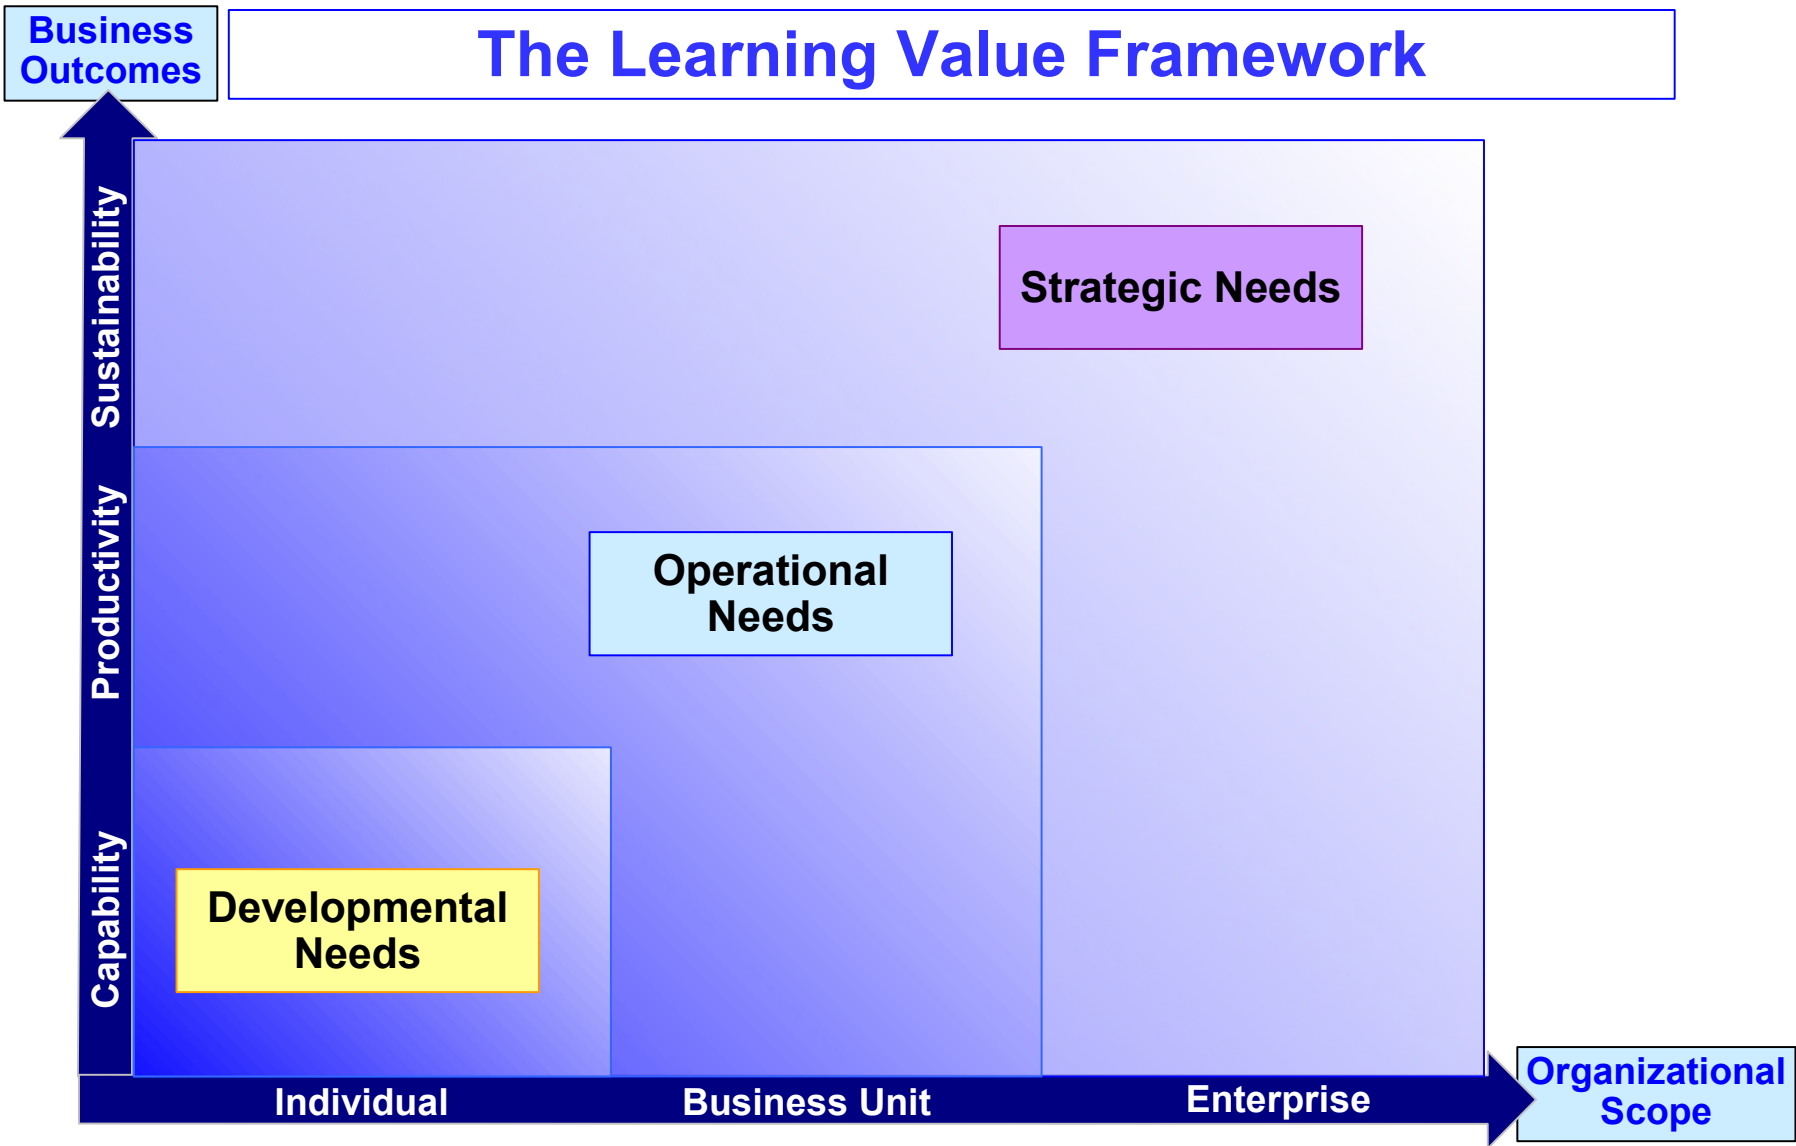 Business
Outcomes
The Learning Value Framework
Sustainability
Strategic Needs
Productivity
Operational
Needs
Capability
Developmental
Needs
Individual
Business Unit
Enterprise
Organizational
Scope